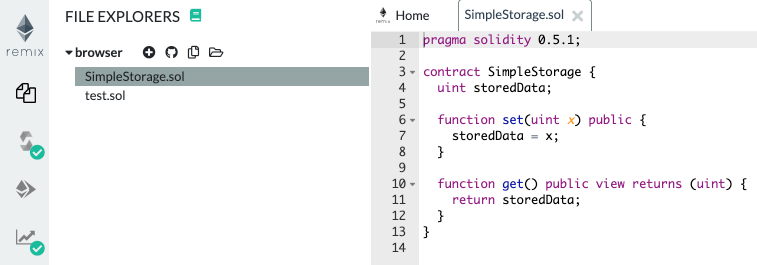 remix
FILE EXPLORERS
browser
SimpleStorage.sol
test.sol
remix
Home
SimpleStorage.sol
1 pragma solidity 0.5.1;
2
3 contract SimpleStorage {
4 uint storedData;
5
6 function set(uint x) public {
7 storedData = x;
8 }
9
10 function get() public view returns (uint) {
11 return storedData;
12 }
13 }
14